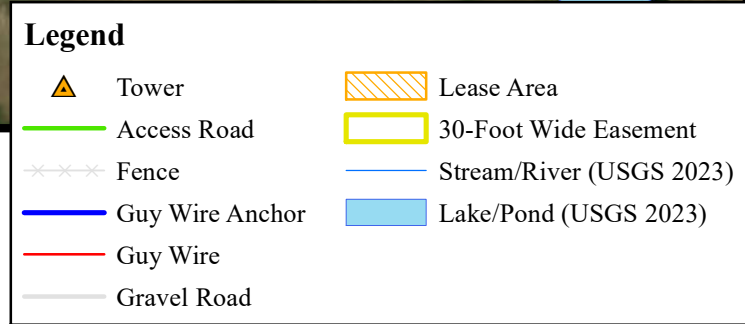 Legend
Tower
Access Road
Fence
Guy Wire Anchor
Guy Wire
Gravel Road
Lease Area
30-Foot Wide Easement
Stream/River (USGS 2023)
Lake/Pond (USGS 2023)